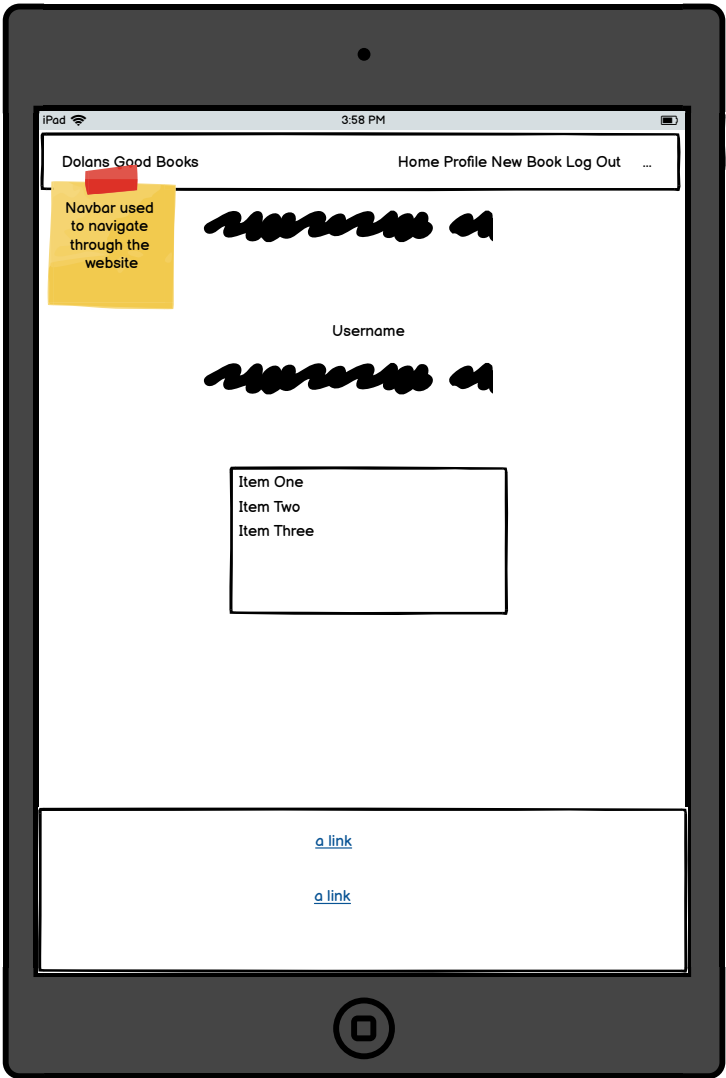 iPad 3:58 PM
Dolans Good Books Home Profile New Book Log Out ...
Navbar used
to navigate
through the
website
Username
Item One
Item Two
Item Three
a link
a link